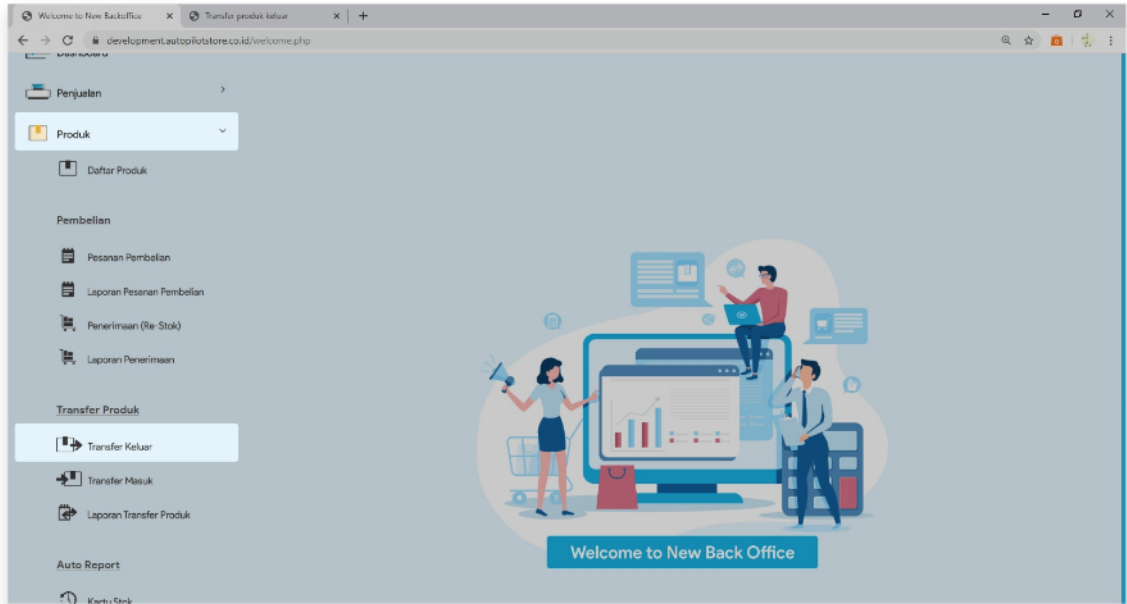 Welcome to New Backoffice
Transfer produk keluar
development.autopilotstore.co.id/welcome.php
Dashboard
Penjualan
Produk
Daftar Produk
Pembelian
Pesanan Pembelian
Laporan Pesanan Pembelian
Penerimaan (Re-Stok)
Laporan Penerimaan
Transfer Produk
Transfer Keluar
Transfer Masuk
Laporan Transfer Produk
Auto Report
Kartu Stok
Welcome to New Back Office